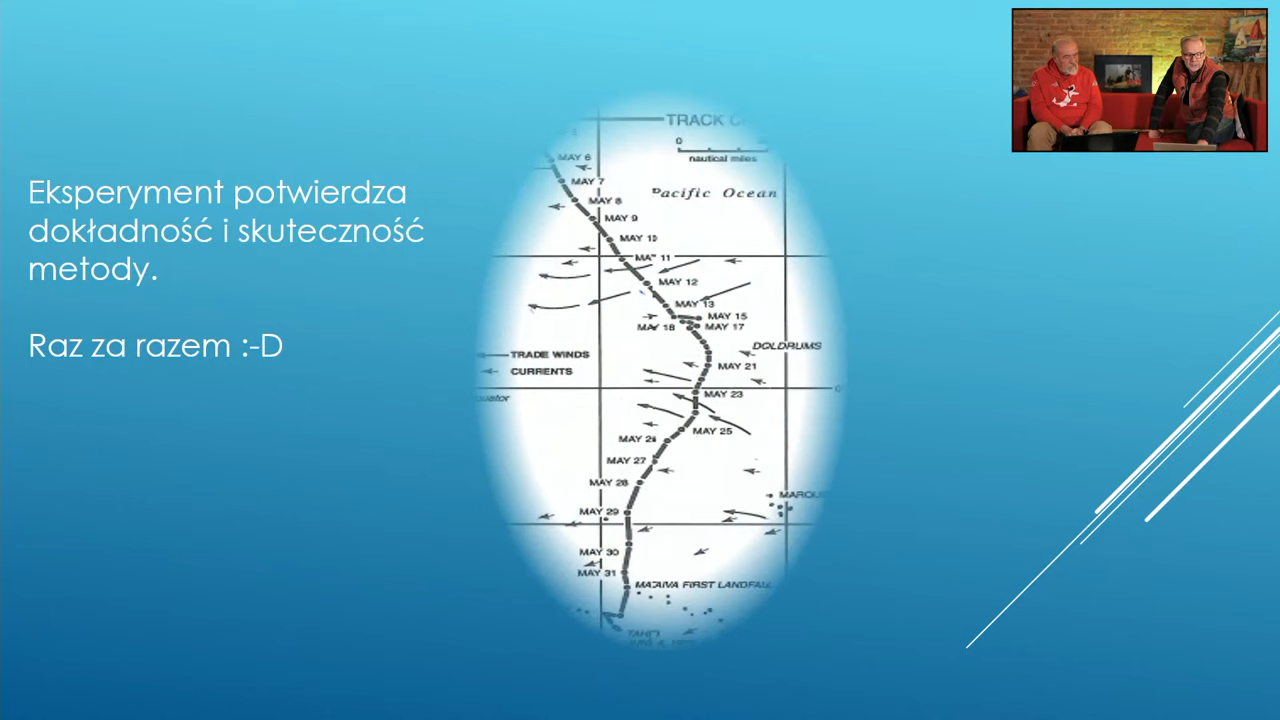 Eksperyment potwierdza
dokładność i skuteczność
metody.
Raz za razem :-D
TRACK
0
nautical miles
Pacific Ocean
MAY 6
MAY 7
MAY 8
MAY 9
MAY 10
MAY 11
MAY 12
MAY 13
MAY 15
MAY 18
MAY 17
DOLDRUMS
TRADE WINDS
MAY 21
CURRENTS
MAY 23
MAY 25
MAY 27
MAY 28
MAY 29
MAY 30
MAY 31
MATAIVA FIRST LANDFALL
TAHITI